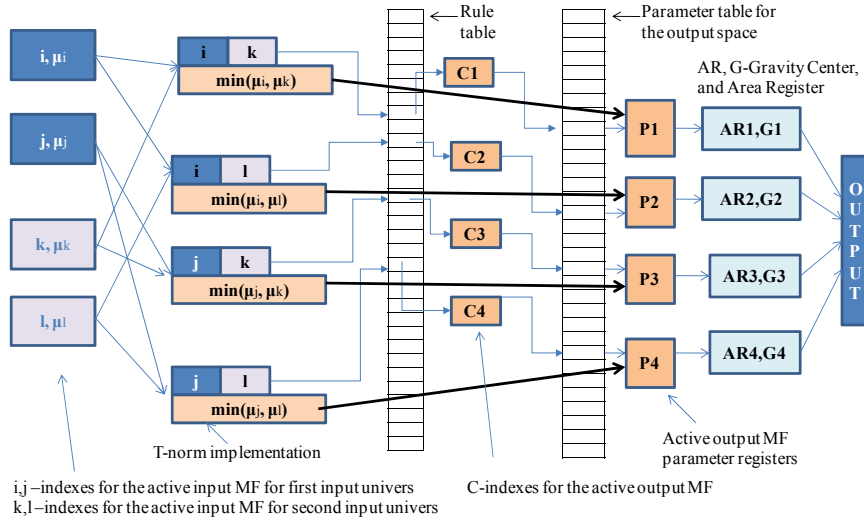 Rule
table
Parameter table for
the output space
AR, G-Gravity Center,
and Area Register
i, μi
j, μj
k, μk
l, μl
i k
min(μi, μk)
i l
min(μi, μl)
j k
min(μj, μk)
j l
min(μj, μl)
C1
C2
C3
C4
P1
P2
P3
P4
AR1,G1
AR2,G2
AR3,G3
AR4,G4
OUTPUT
T-norm implementation
Active output MF
parameter registers
i,j –indexes for the active input MF for first input univers
k,l–indexes for the active input MF for second input univers
C-indexes for the active output MF